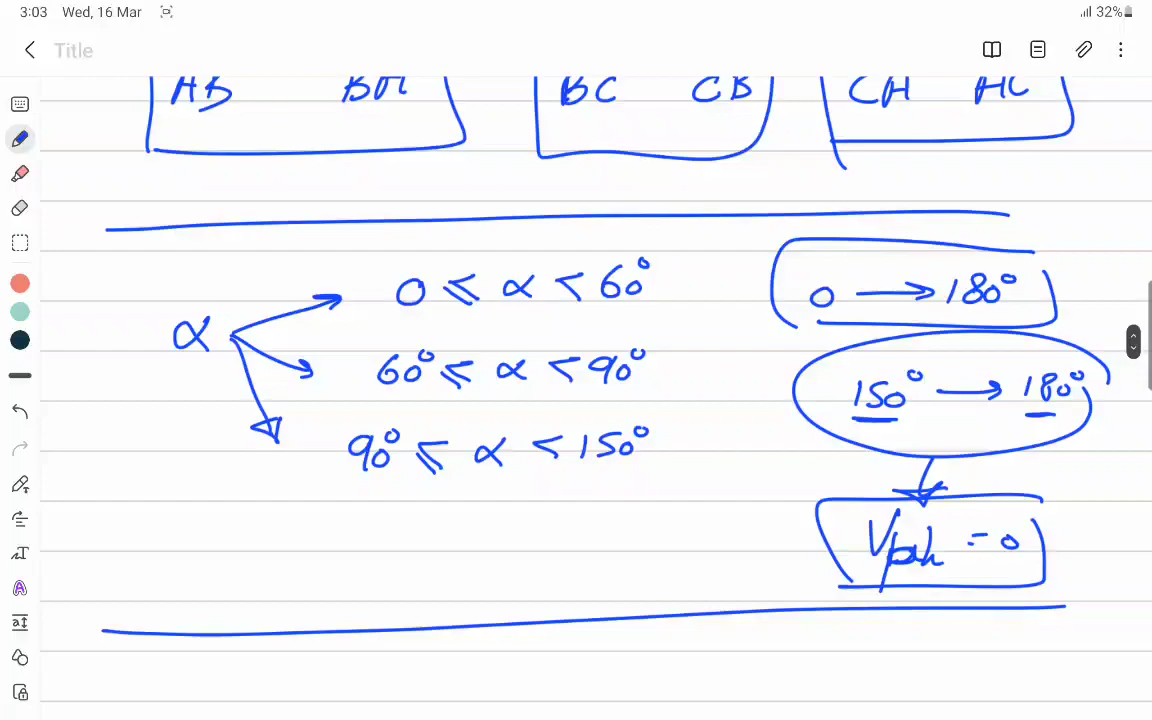 3:03 Wed, 16 Mar 32%
Title
AB BA BC CB CA AC
0 ≤ α < 60° 0 → 180°
α
60° ≤ α < 90° 150° → 180°
90° ≤ α < 150°
= 0